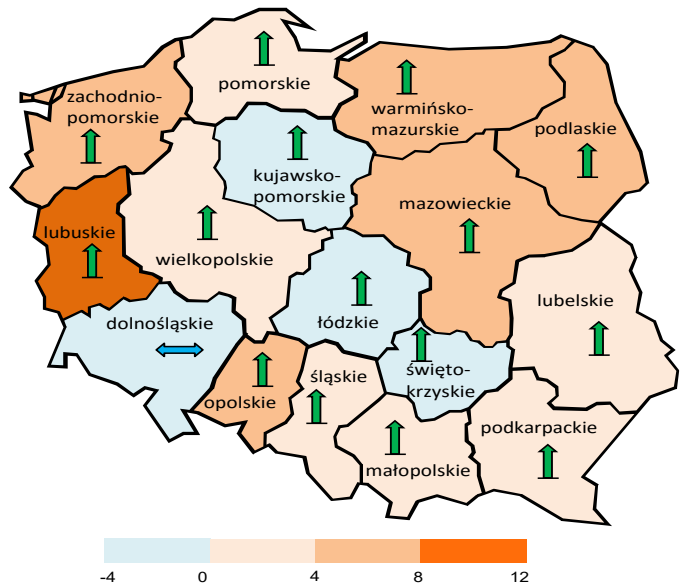 pomorskie
zachodnio-
pomorskie
warmińsko-
mazurskie
podlaskie
kujawsko-
pomorskie
mazowieckie
lubuskie
wielkopolskie
lubelskie
dolnośląskie
łódzkie
święto-
krzyskie
śląskie
opolskie
podkarpackie
małopolskie
-4 0 4 8 12